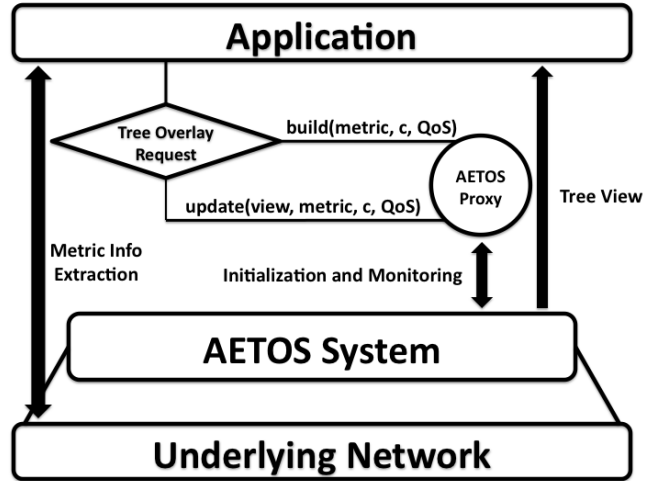 Application
Tree Overlay
Request
build(metric, c, QoS)
AETOS
Proxy
update(view, metric, c, QoS)
Tree View
Metric Info
Extraction
Initialization and Monitoring
AETOS System
Underlying Network